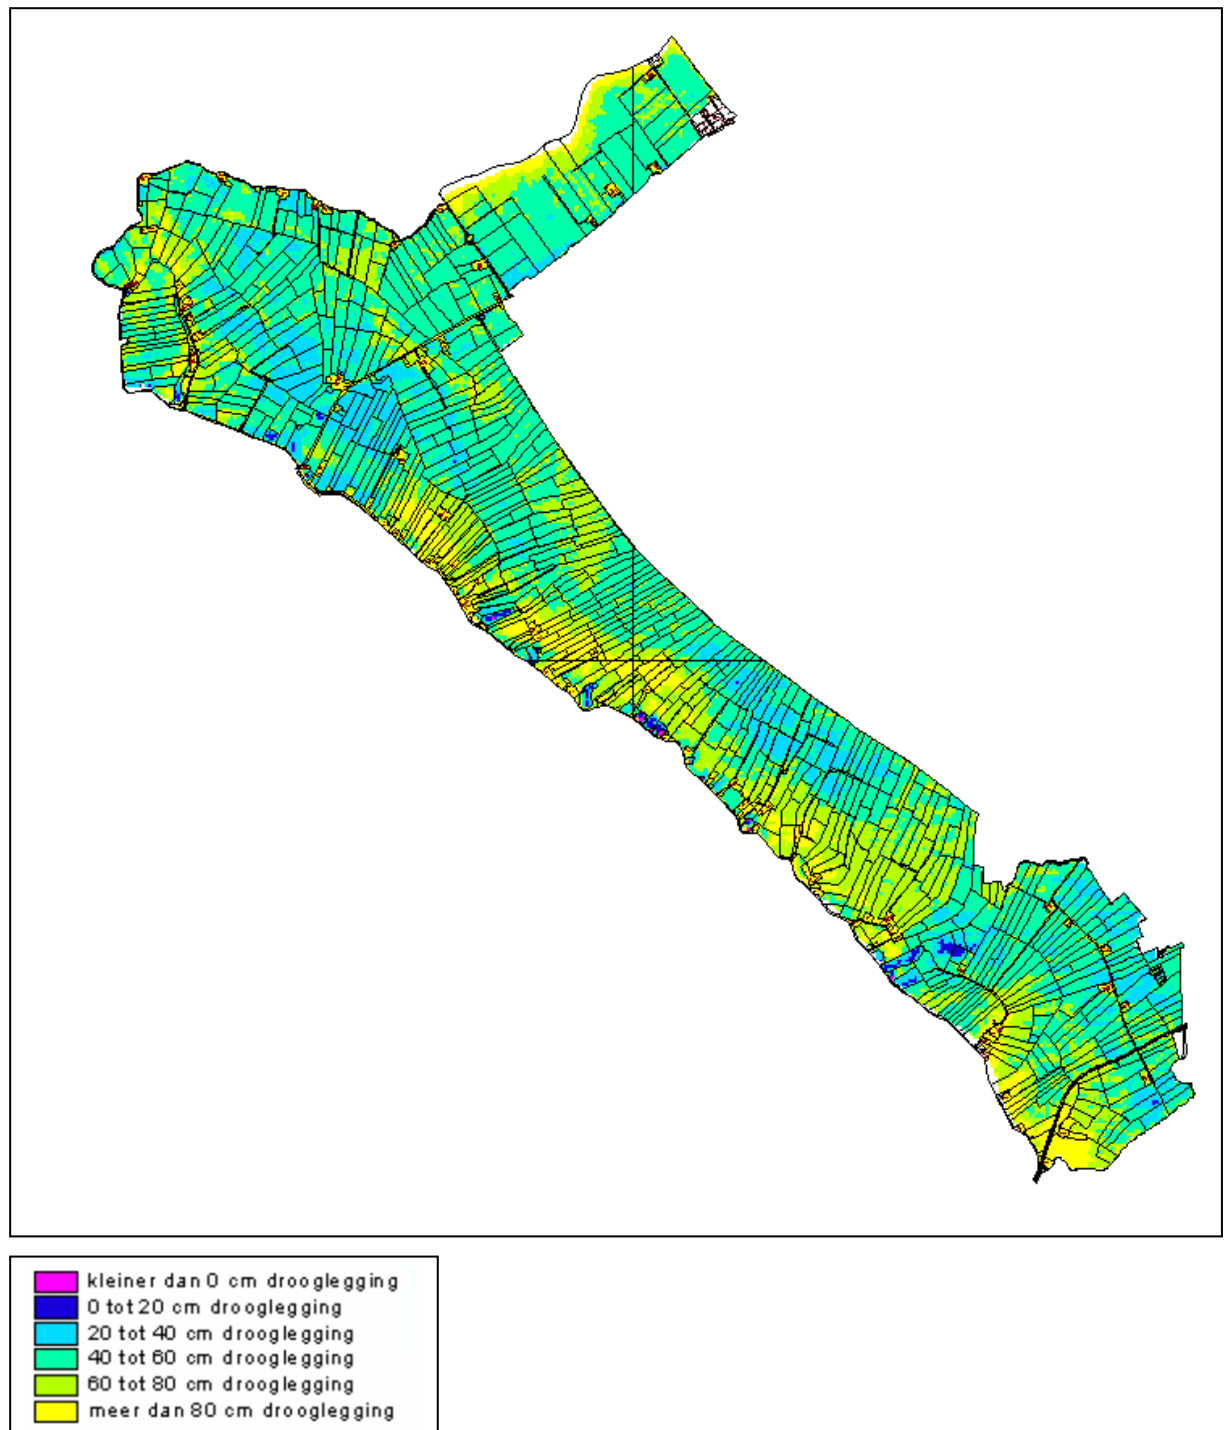 kleiner dan 0 cm drooglegging
0 tot 20 cm drooglegging
20 tot 40 cm drooglegging
40 tot 60 cm drooglegging
60 tot 80 cm drooglegging
meer dan 80 cm drooglegging